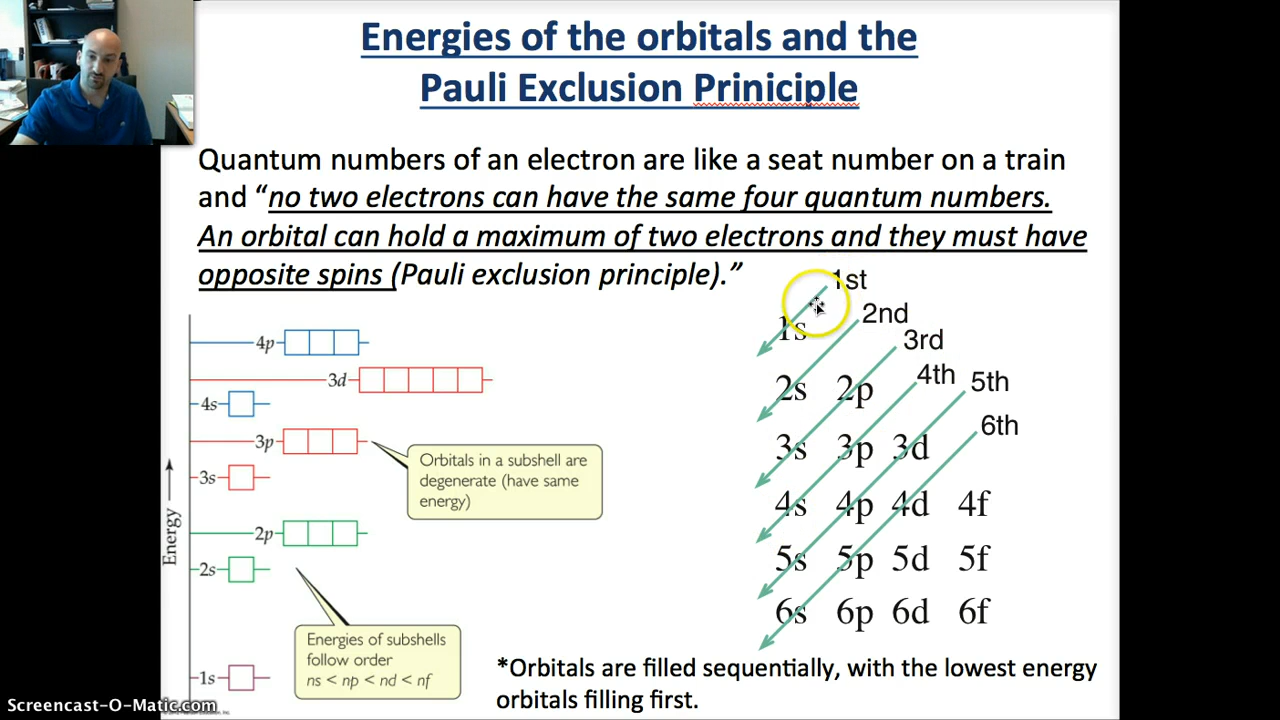 Energies of the orbitals and the
Pauli Exclusion Priniciple
Quantum numbers of an electron are like a seat number on a train
and “no two electrons can have the same four quantum numbers.
An orbital can hold a maximum of two electrons and they must have
opposite spins (Pauli exclusion principle).”
4p
3d
4s
3p
3s
2p
2s
1s
Energy
Orbitals in a subshell are
degenerate (have same
energy)
Energies of subshells
follow order
ns < np < nd < nf
1st
2nd
3rd
4th
5th
6th
1s
2s 2p
3s 3p 3d
4s 4p 4d 4f
5s 5p 5d 5f
6s 6p 6d 6f
*Orbitals are filled sequentially, with the lowest energy
orbitals filling first.
Screencast-O-Matic.com